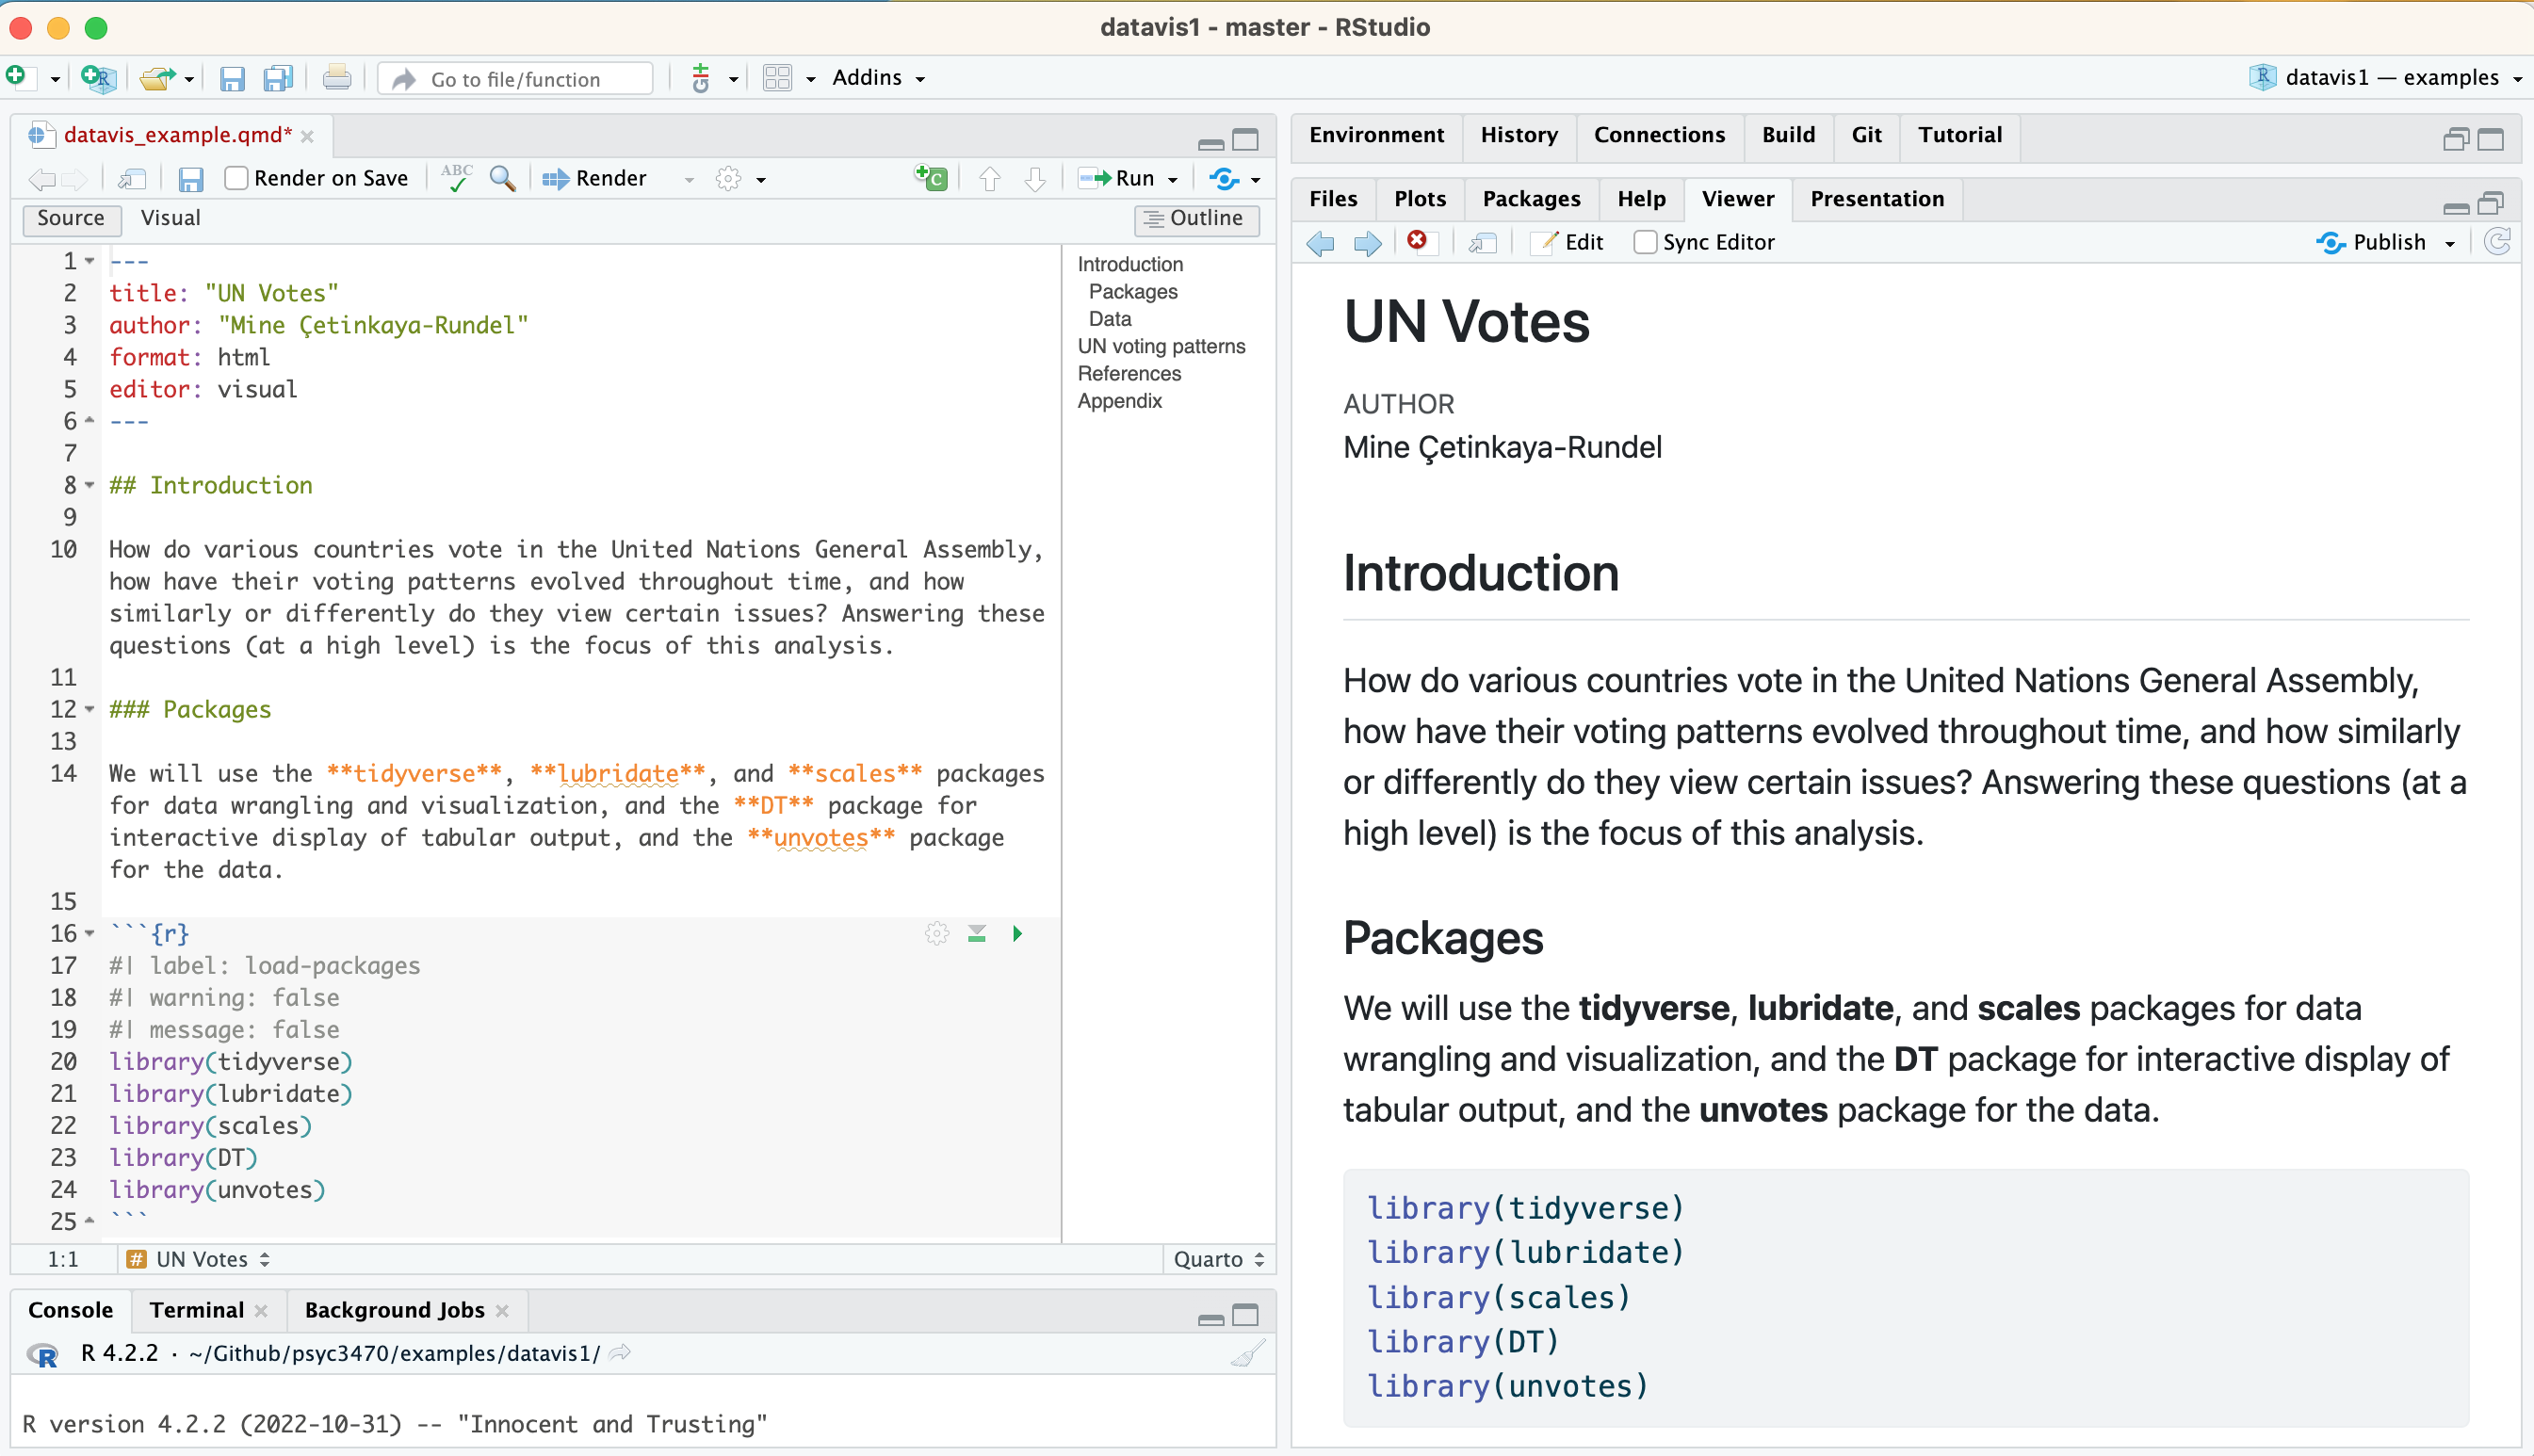 datavis1 - master - RStudio
Go to file/function
Addins
datavis1 — examples
datavis_example.qmd*
Render on Save
ABC
Render
Run
Source
Visual
Outline
1 ---
2 title: "UN Votes"
3 author: "Mine Çetinkaya-Rundel"
4 format: html
5 editor: visual
6 ---
7
8 ## Introduction
9
10 How do various countries vote in the United Nations General Assembly,
how have their voting patterns evolved throughout time, and how
similarly or differently do they view certain issues? Answering these
questions (at a high level) is the focus of this analysis.
11
12 ### Packages
13
14 We will use the **tidyverse**, **lubridate**, and **scales** packages
for data wrangling and visualization, and the **DT** package for
interactive display of tabular output, and the **unvotes** package
for the data.
15
16 ```{r}
17 #| label: load-packages
18 #| warning: false
19 #| message: false
20 library(tidyverse)
21 library(lubridate)
22 library(scales)
23 library(DT)
24 library(unvotes)
25 ```
Introduction
Packages
Data
UN voting patterns
References
Appendix
1:1
# UN Votes
Quarto
Console
Terminal
Background Jobs
R R 4.2.2 · ~/Github/psyc3470/examples/datavis1/
R version 4.2.2 (2022-10-31) -- "Innocent and Trusting"
Environment
History
Connections
Build
Git
Tutorial
Files
Plots
Packages
Help
Viewer
Presentation
Edit
Sync Editor
Publish
UN Votes
AUTHOR
Mine Çetinkaya-Rundel
Introduction
How do various countries vote in the United Nations General Assembly,
how have their voting patterns evolved throughout time, and how similarly
or differently do they view certain issues? Answering these questions (at a
high level) is the focus of this analysis.
Packages
We will use the tidyverse, lubridate, and scales packages for data
wrangling and visualization, and the DT package for interactive display of
tabular output, and the unvotes package for the data.
library(tidyverse)
library(lubridate)
library(scales)
library(DT)
library(unvotes)